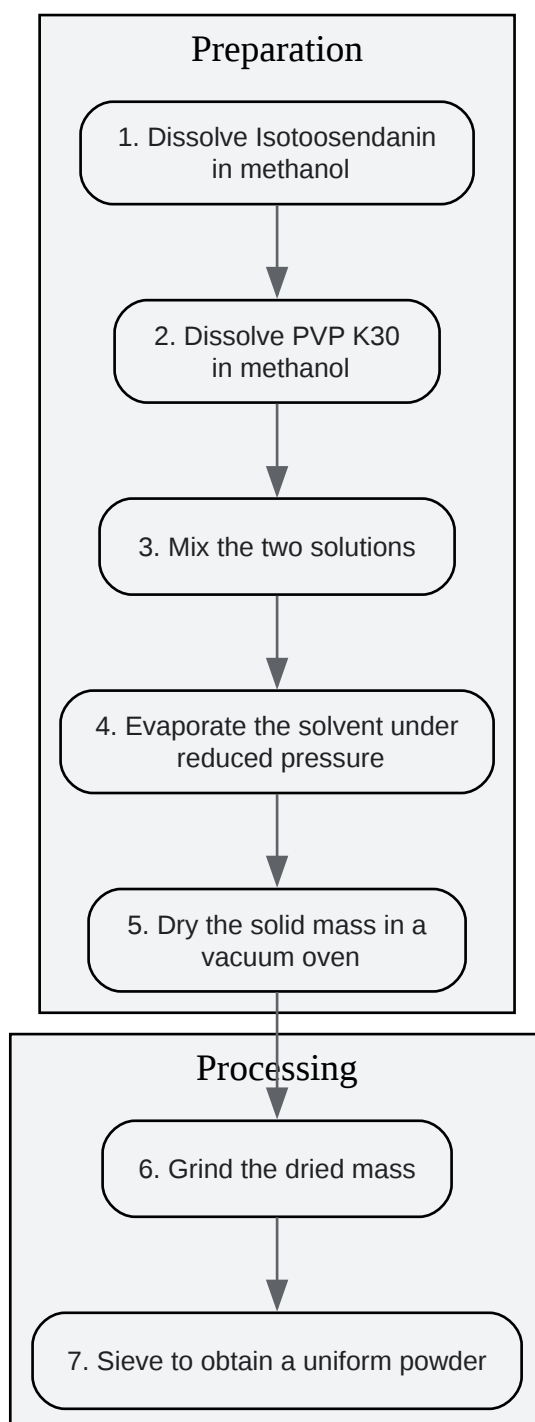 Preparation
1. Dissolve Isotoosendanin
in methanol
2. Dissolve PVP K30
in methanol
3. Mix the two solutions
4. Evaporate the solvent under
reduced pressure
5. Dry the solid mass in a
vacuum oven
Processing
6. Grind the dried mass
7. Sieve to obtain a uniform powder